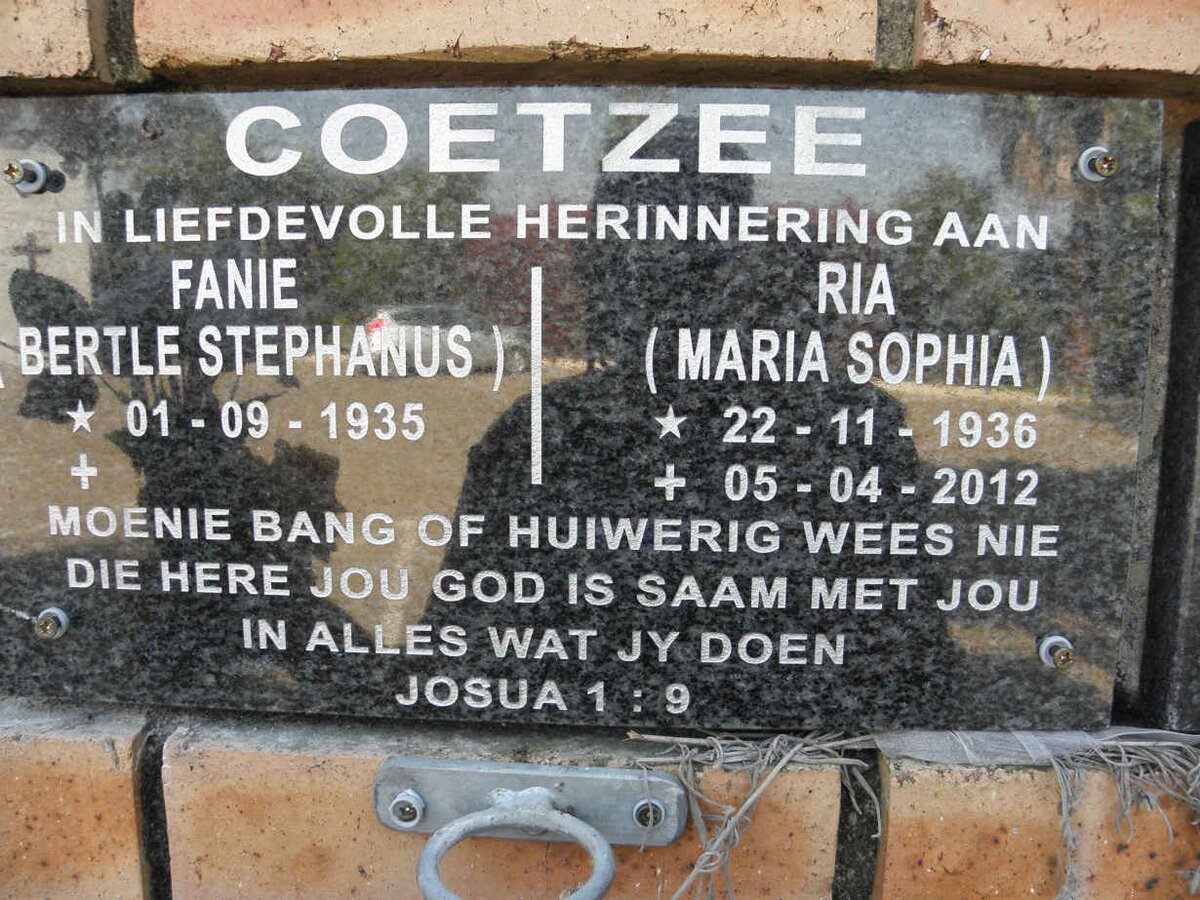 COETZEE
IN LIEFDEVOLLE HERINNERING AAN
FANIE
( BERTLE STEPHANUS )
★ 01 - 09 - 1935
✝
RIA
( MARIA SOPHIA )
★ 22 - 11 - 1936
✝ 05 - 04 - 2012
MOENIE BANG OF HUIWERIG WEES NIE
DIE HERE JOU GOD IS SAAM MET JOU
IN ALLES WAT JY DOEN
JOSUA 1 : 9